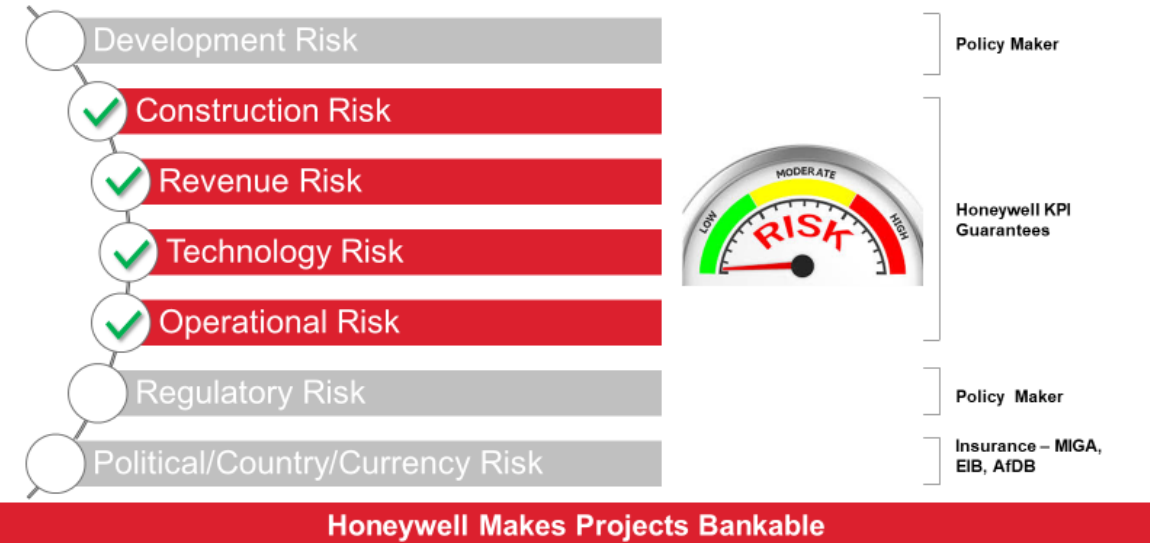 Development Risk
Policy Maker
Construction Risk
Revenue Risk
Technology Risk
Operational Risk
LOW
MODERATE
HIGH
RISK
Honeywell KPI
Guarantees
Regulatory Risk
Policy Maker
Political/Country/Currency Risk
Insurance – MIGA,
EIB, AfDB
Honeywell Makes Projects Bankable